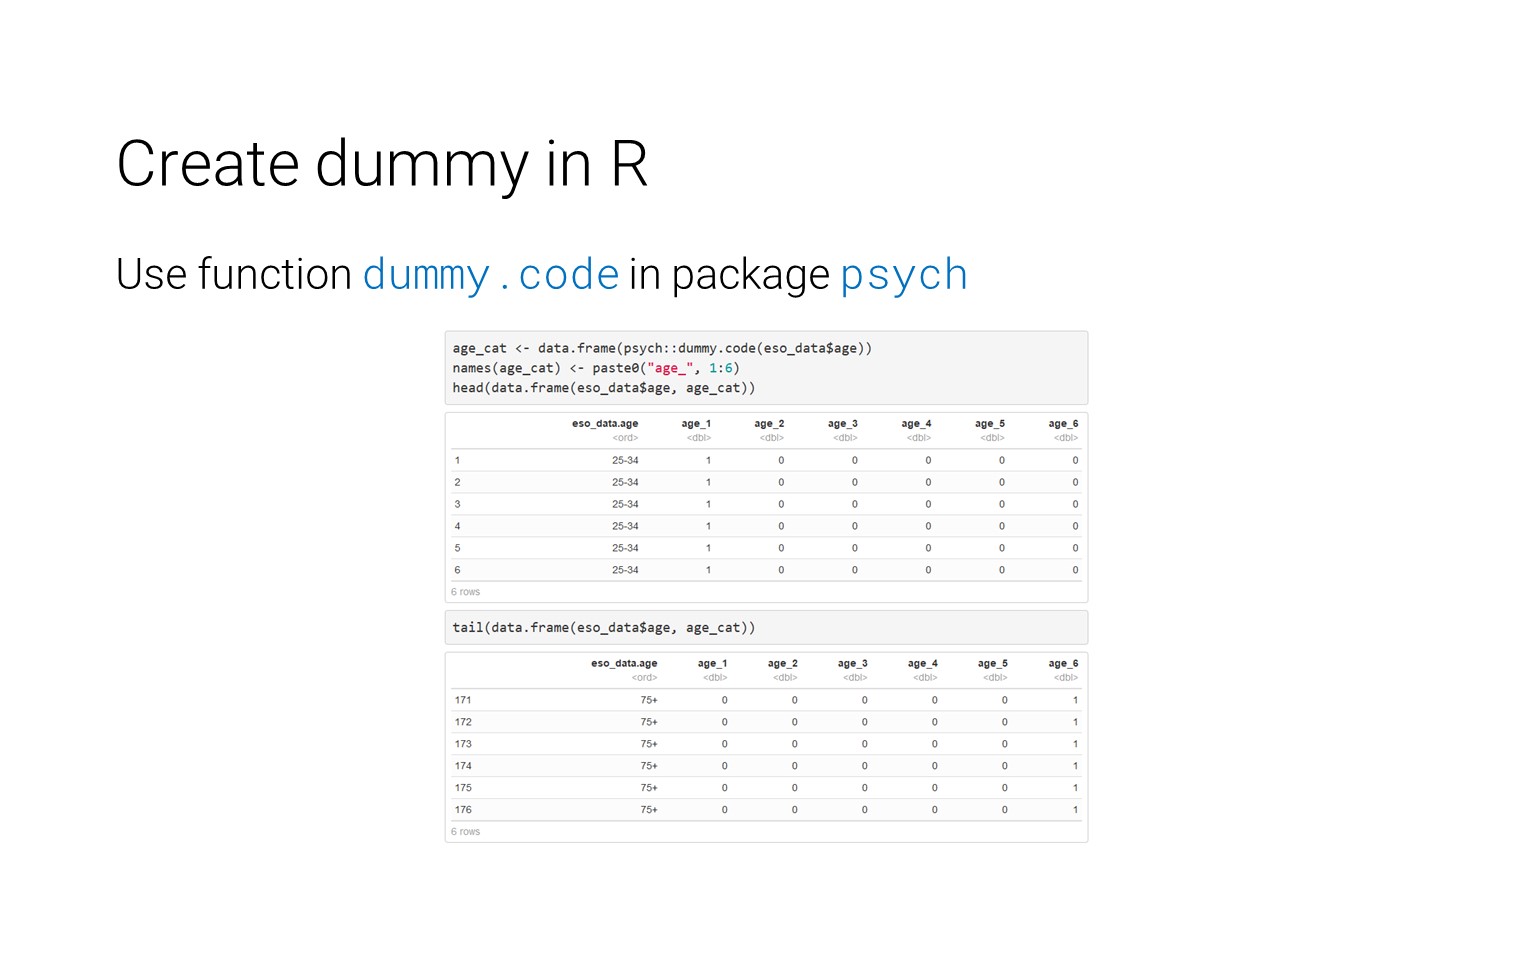 Create dummy in R
Use function dummy.code in package psych
age_cat <- data.frame(psych::dummy.code(eso_data$age))
names(age_cat) <- paste0("age_", 1:6)
head(data.frame(eso_data$age, age_cat))
eso_data.age age_1 age_2 age_3 age_4 age_5 age_6
<ord> <dbl> <dbl> <dbl> <dbl> <dbl> <dbl>
1 25-34 1 0 0 0 0 0
2 25-34 1 0 0 0 0 0
3 25-34 1 0 0 0 0 0
4 25-34 1 0 0 0 0 0
5 25-34 1 0 0 0 0 0
6 25-34 1 0 0 0 0 0
6 rows
tail(data.frame(eso_data$age, age_cat))
eso_data.age age_1 age_2 age_3 age_4 age_5 age_6
<ord> <dbl> <dbl> <dbl> <dbl> <dbl> <dbl>
171 75+ 0 0 0 0 0 1
172 75+ 0 0 0 0 0 1
173 75+ 0 0 0 0 0 1
174 75+ 0 0 0 0 0 1
175 75+ 0 0 0 0 0 1
176 75+ 0 0 0 0 0 1
6 rows